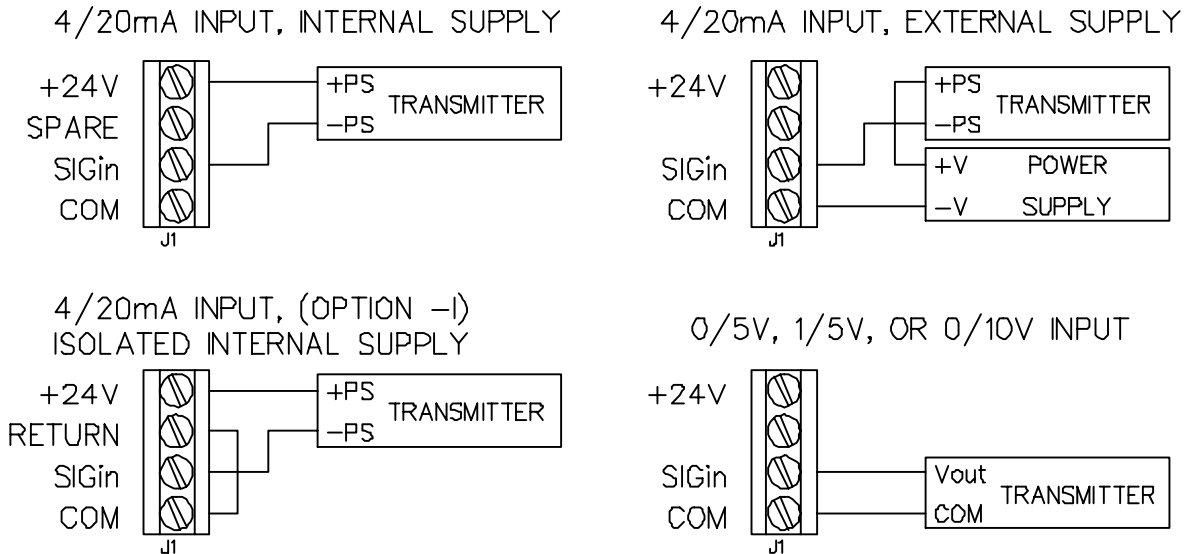 4/20mA INPUT, INTERNAL SUPPLY
+24V
SPARE
SIGin
COM
J1
+PS
TRANSMITTER
-PS
4/20mA INPUT, EXTERNAL SUPPLY
+24V
SIGin
COM
J1
+PS
TRANSMITTER
-PS
+V POWER
-V SUPPLY
4/20mA INPUT, (OPTION -I)
ISOLATED INTERNAL SUPPLY
+24V
RETURN
SIGin
COM
J1
+PS
TRANSMITTER
-PS
0/5V, 1/5V, OR 0/10V INPUT
+24V
SIGin
COM
J1
Vout
TRANSMITTER
COM